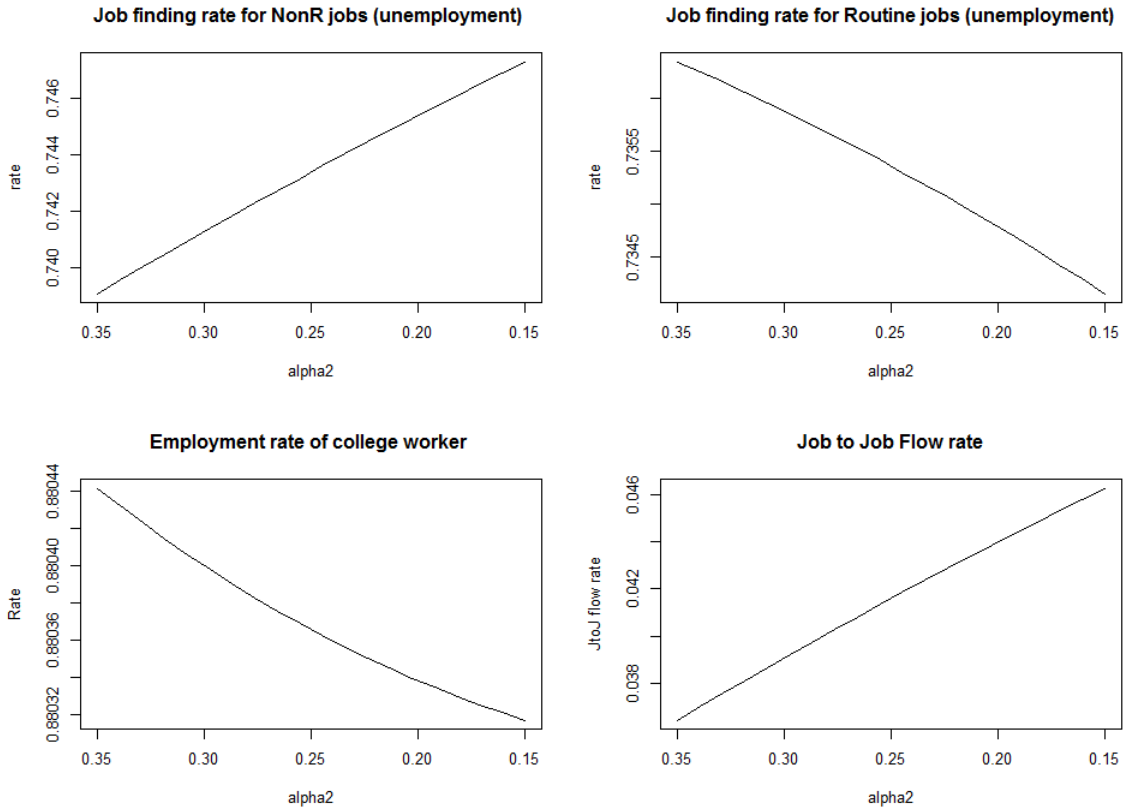 Job finding rate for NonR jobs (unemployment)
rate
0.746
0.744
0.742
0.740
0.35 0.30 0.25 0.20 0.15
alpha2
Job finding rate for Routine jobs (unemployment)
rate
0.7355
0.7345
0.35 0.30 0.25 0.20 0.15
alpha2
Employment rate of college worker
Rate
0.88044
0.88040
0.88036
0.88032
0.35 0.30 0.25 0.20 0.15
alpha2
Job to Job Flow rate
JtoJ flow rate
0.046
0.042
0.038
0.35 0.30 0.25 0.20 0.15
alpha2